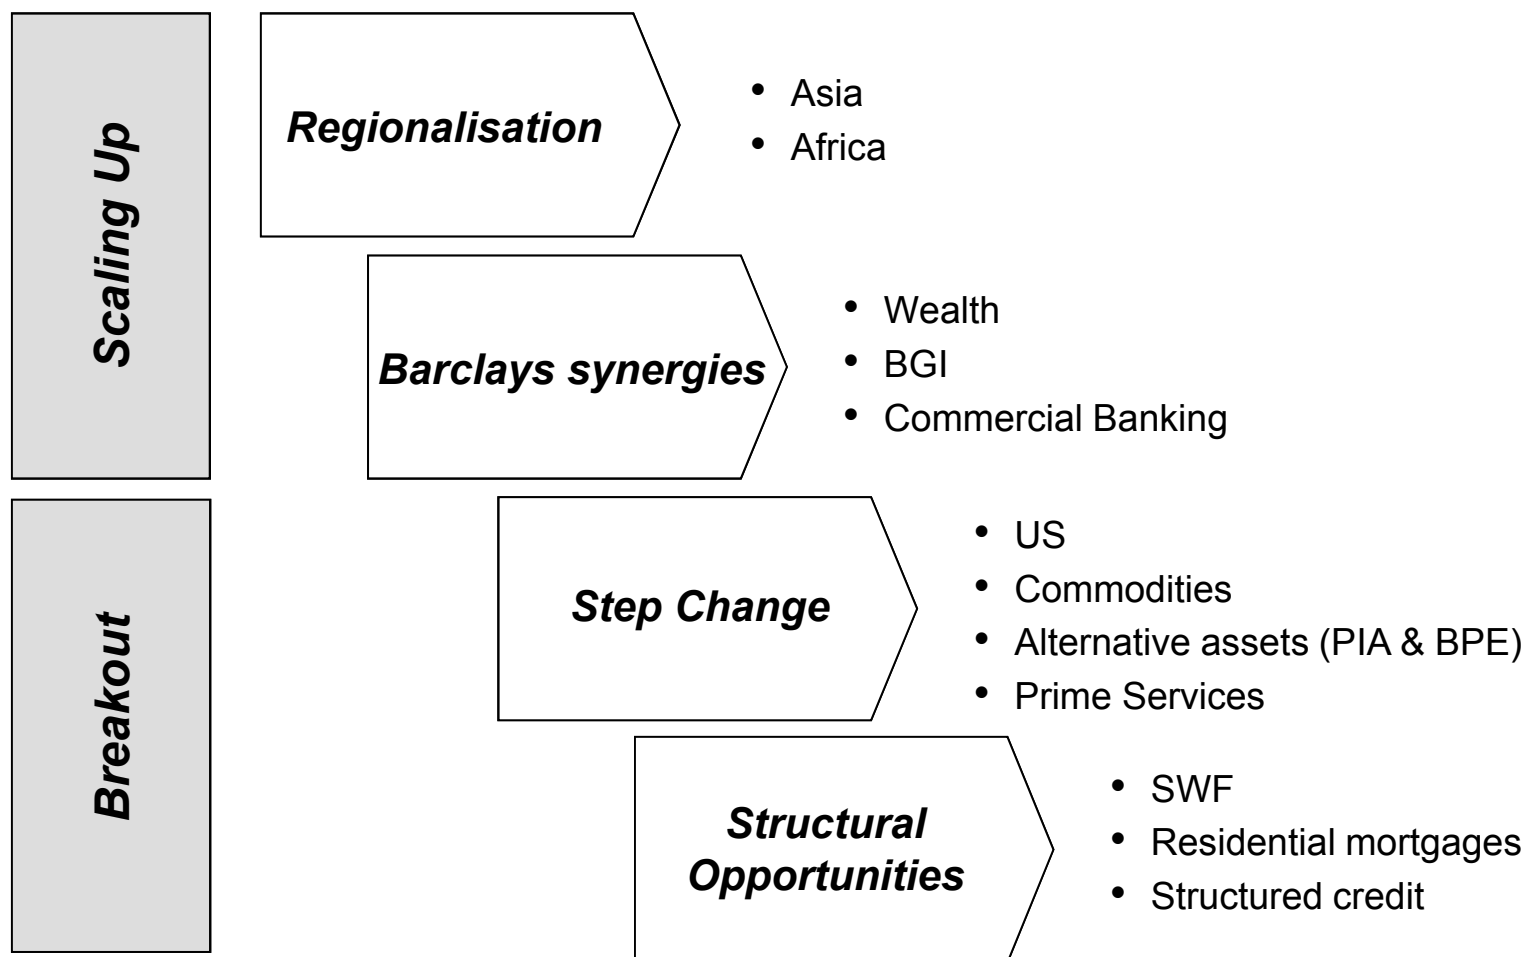 Scaling Up
Regionalisation
• Asia
• Africa
Barclays synergies
• Wealth
• BGI
• Commercial Banking
Breakout
Step Change
• US
• Commodities
• Alternative assets (PIA & BPE)
• Prime Services
Structural
Opportunities
• SWF
• Residential mortgages
• Structured credit